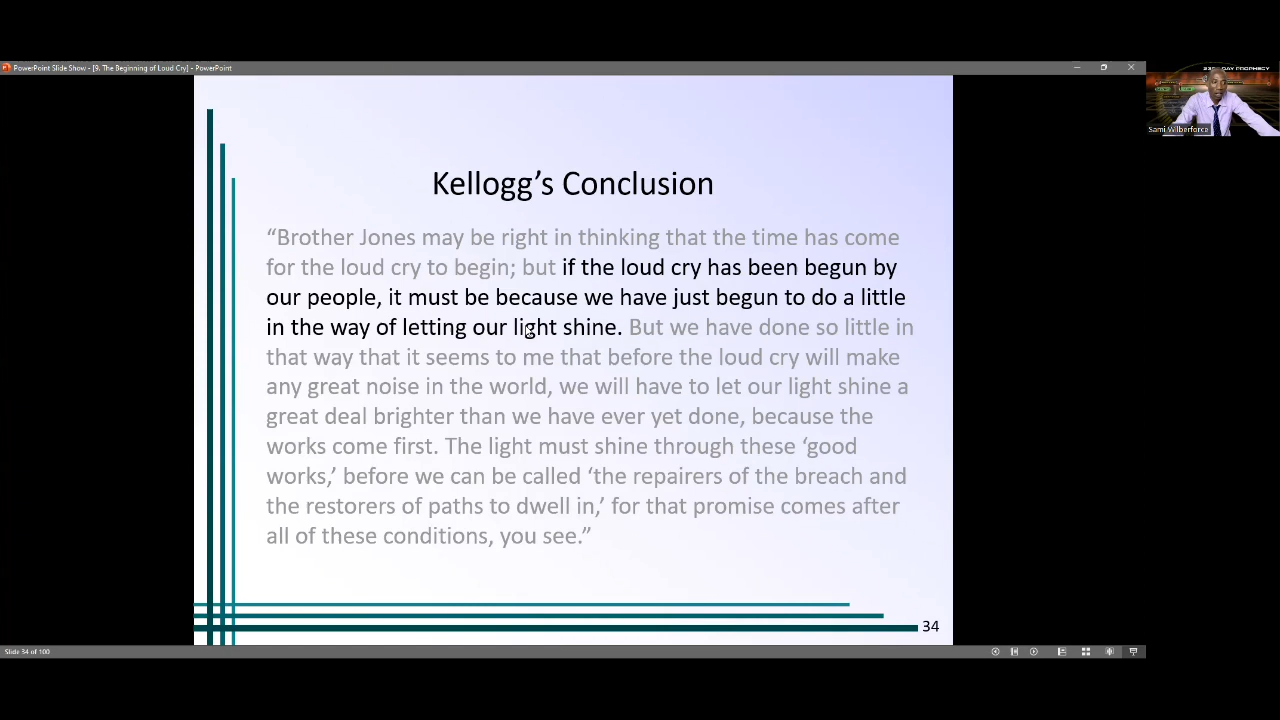 PowerPoint Slide Show - [9. The Beginning of Loud Cry] - PowerPoint
Kellogg's Conclusion
“Brother Jones may be right in thinking that the time has come
for the loud cry to begin; but if the loud cry has been begun by
our people, it must be because we have just begun to do a little
in the way of letting our light shine. But we have done so little in
that way that it seems to me that before the loud cry will make
any great noise in the world, we will have to let our light shine a
great deal brighter than we have ever yet done, because the
works come first. The light must shine through these ‘good
works,’ before we can be called ‘the repairers of the breach and
the restorers of paths to dwell in,’ for that promise comes after
all of these conditions, you see.”
34
Slide 34 of 100
DAY PROPHECY
Sami Wilberforce